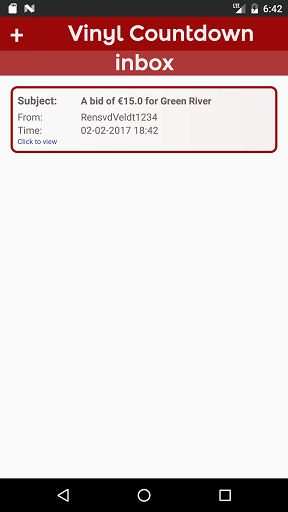 LTE 6:42
+ Vinyl Countdown
inbox
Subject: A bid of €15.0 for Green River
From: RensvdVeldt1234
Time: 02-02-2017 18:42
Click to view